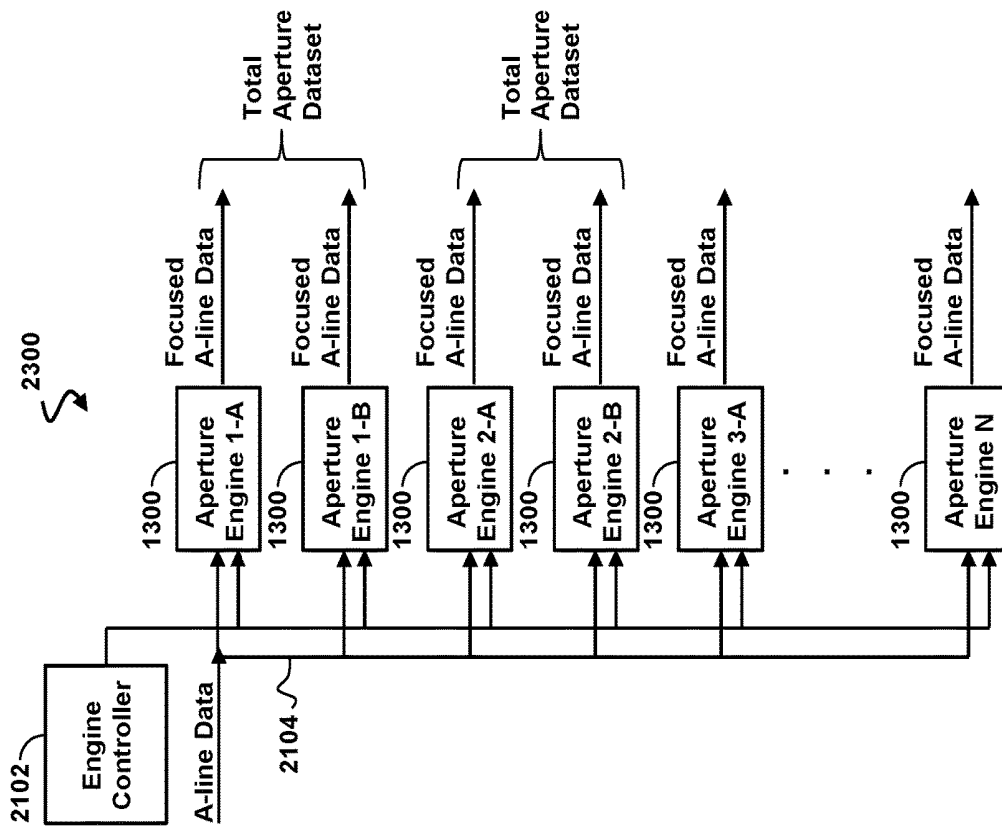 2300
2102
Engine
Controller
A-line Data
2104
1300
Aperture
Engine 1-A
Focused
A-line Data
1300
Aperture
Engine 1-B
Focused
A-line Data
Total
Aperture
Dataset
1300
Aperture
Engine 2-A
Focused
A-line Data
1300
Aperture
Engine 2-B
Focused
A-line Data
Total
Aperture
Dataset
1300
Aperture
Engine 3-A
Focused
A-line Data
. . .
1300
Aperture
Engine N
Focused
A-line Data